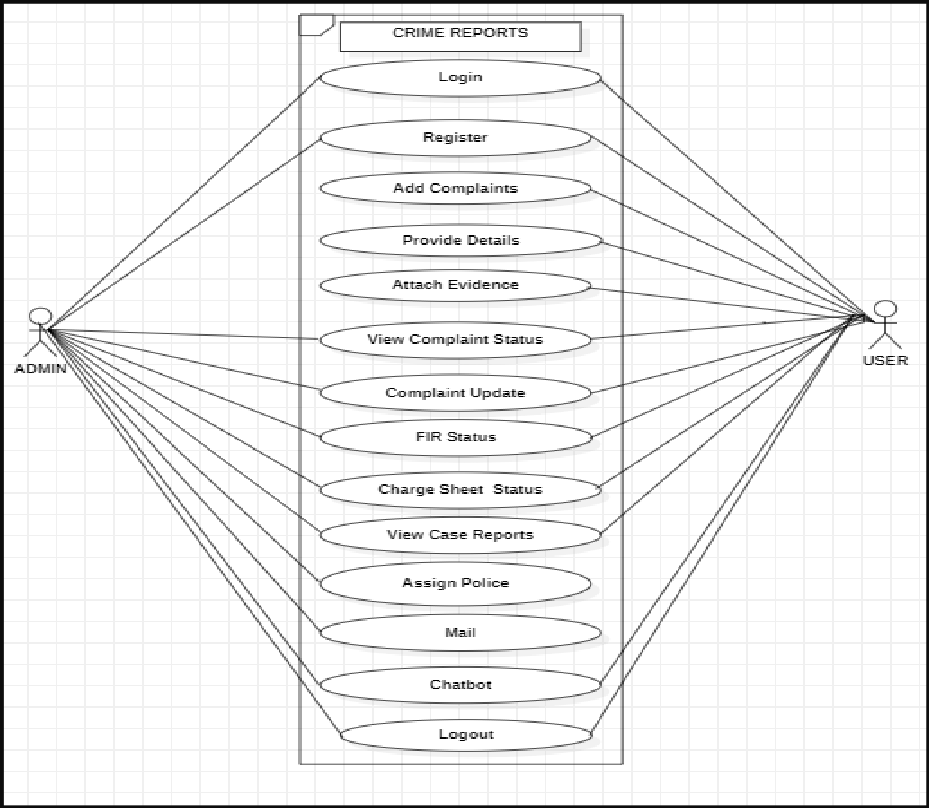 CRIME REPORTS
Login
Register
Add Complaints
Provide Details
Attach Evidence
View Complaint Status
ADMIN
USER
Complaint Update
FIR Status
Charge Sheet Status
View Case Reports
Assign Police
Mail
Chatbot
Logout